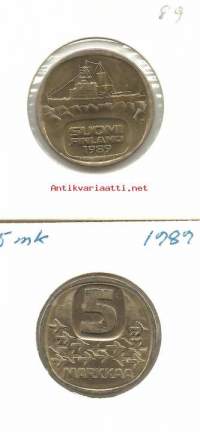 89
SUOMI
FINLAND
1989
Antikvariaatti.net
5 mk 1989
5
MARKKAA